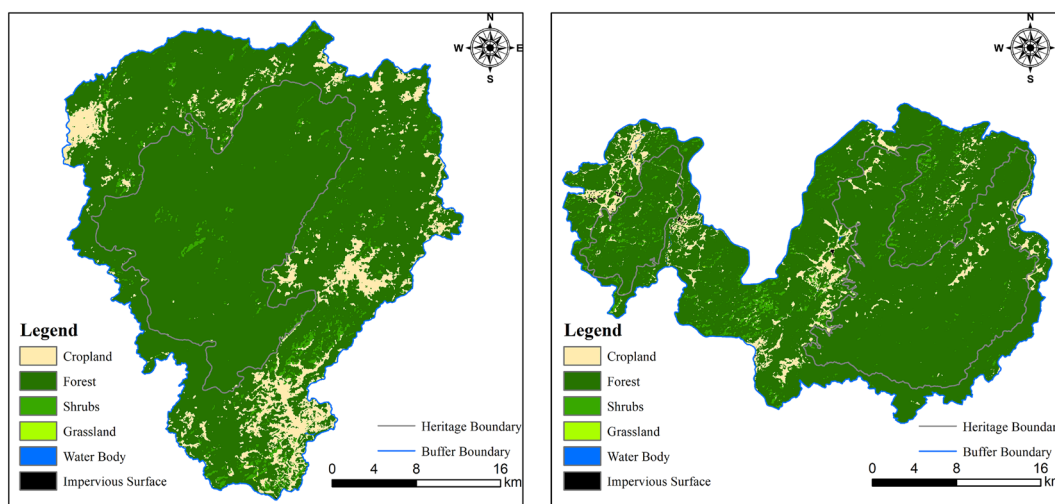 N
W E
S
Legend
Cropland
Forest
Shrubs
Grassland
Water Body
Impervious Surface
Heritage Boundary
Buffer Boundary
0 4 8 16
km
N
W E
S
Legend
Cropland
Forest
Shrubs
Grassland
Water Body
Impervious Surface
Heritage Boundary
Buffer Boundary
0 4 8 16
km